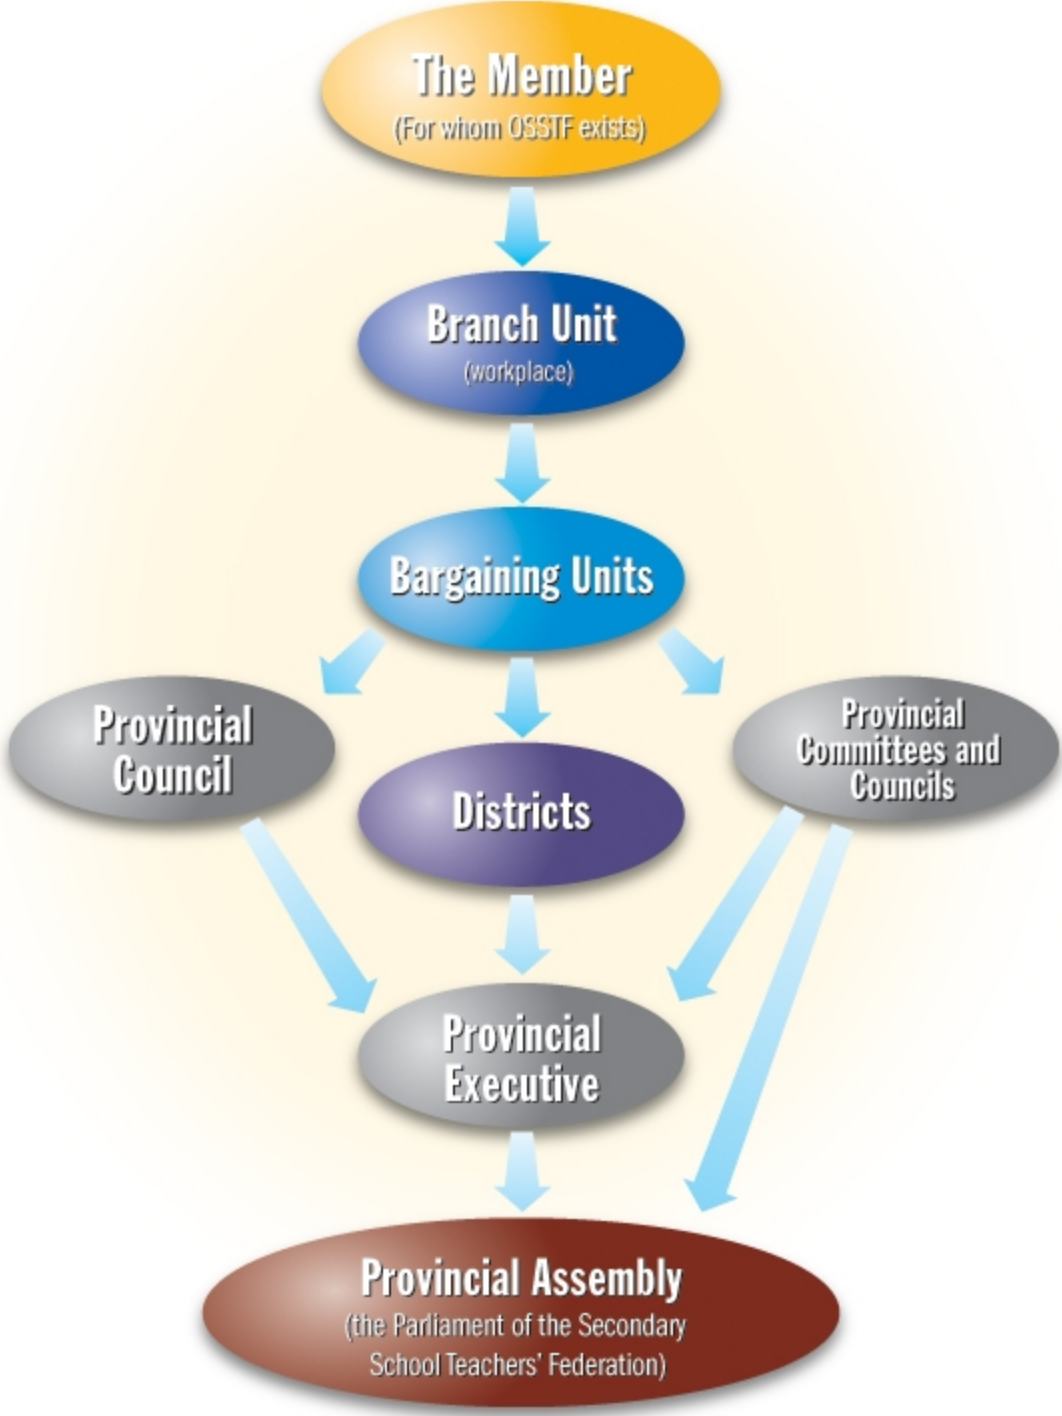 The Member
(For whom OSSTF exists)
Branch Unit
(workplace)
Bargaining Units
Provincial
Council
Provincial
Committees and
Councils
Districts
Provincial
Executive
Provincial Assembly
(the Parliament of the Secondary
School Teachers' Federation)